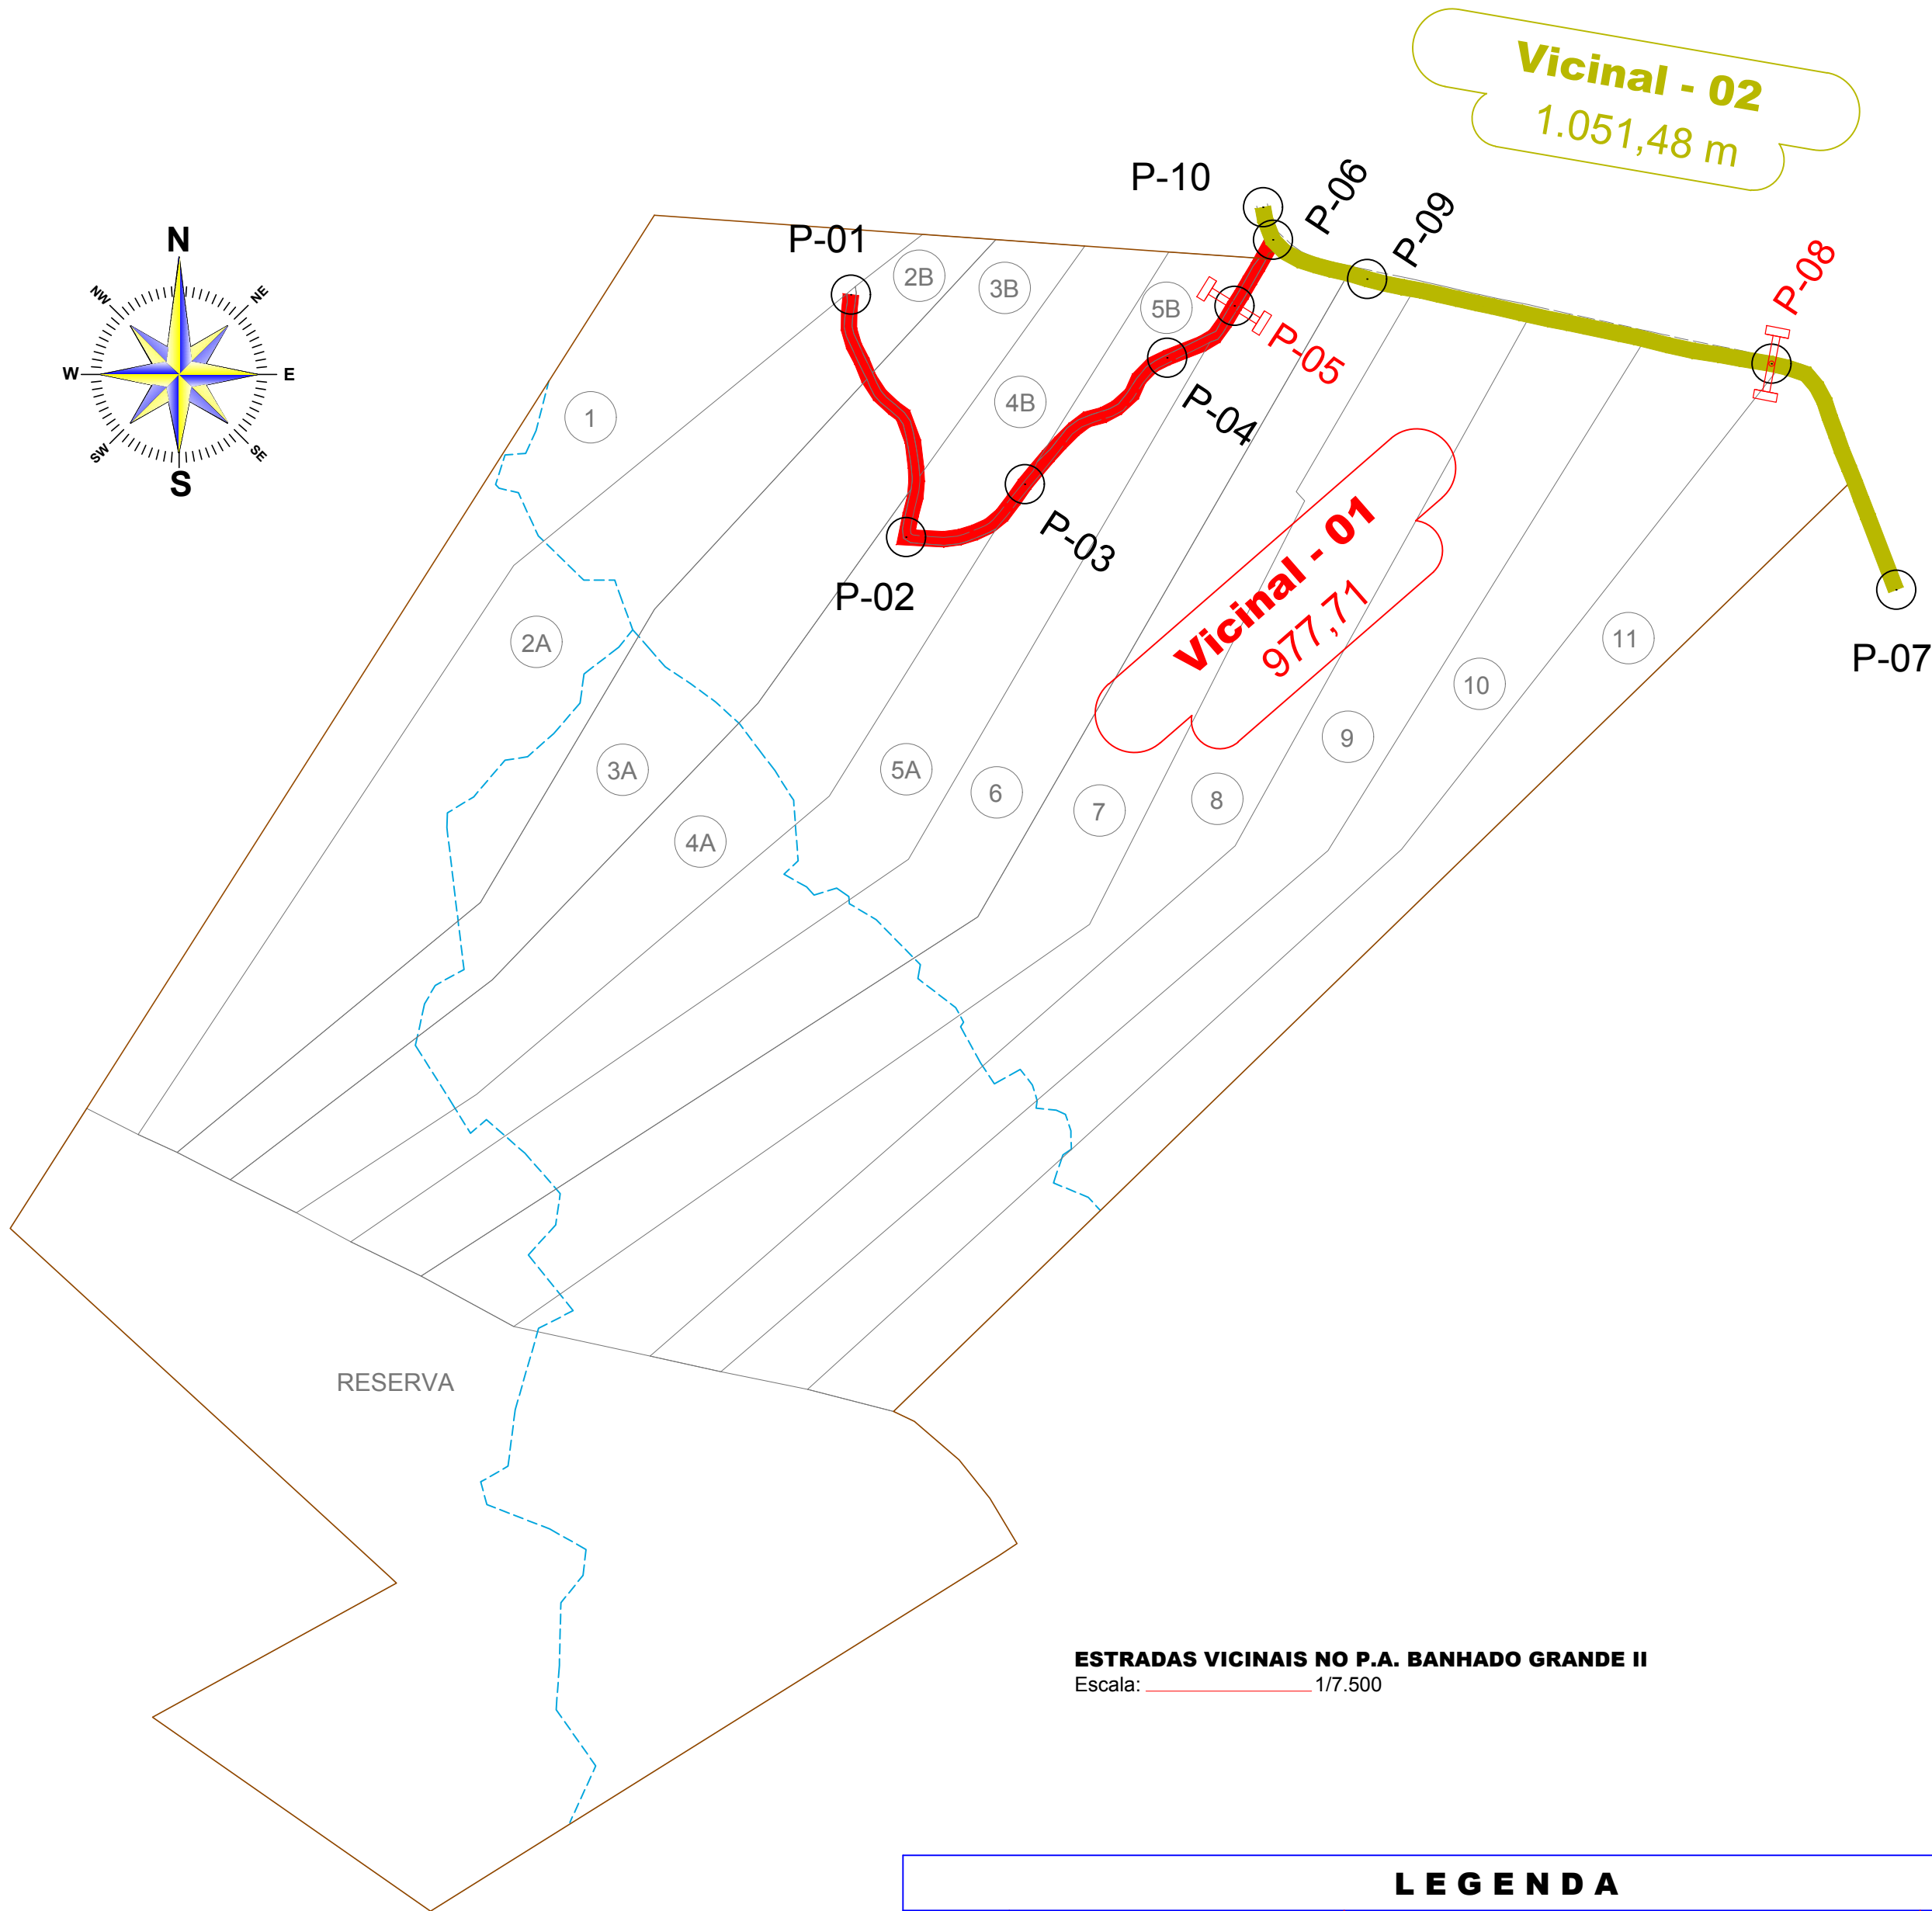 Vicinal - 02
1.051,48 m
P-10
P-06
P-09
P-08
P-01
N
NW
NE
W
E
SW
SE
S
2B
3B
5B
P-05
1
4B
P-04
P-03
P-02
Vicinal - 01
977,71
P-07
2A
3A
4A
5A
6
7
8
9
10
11
RESERVA
ESTRADAS VICINAIS NO P.A. BANHADO GRANDE II
Escala: 1/7.500
LEGENDA